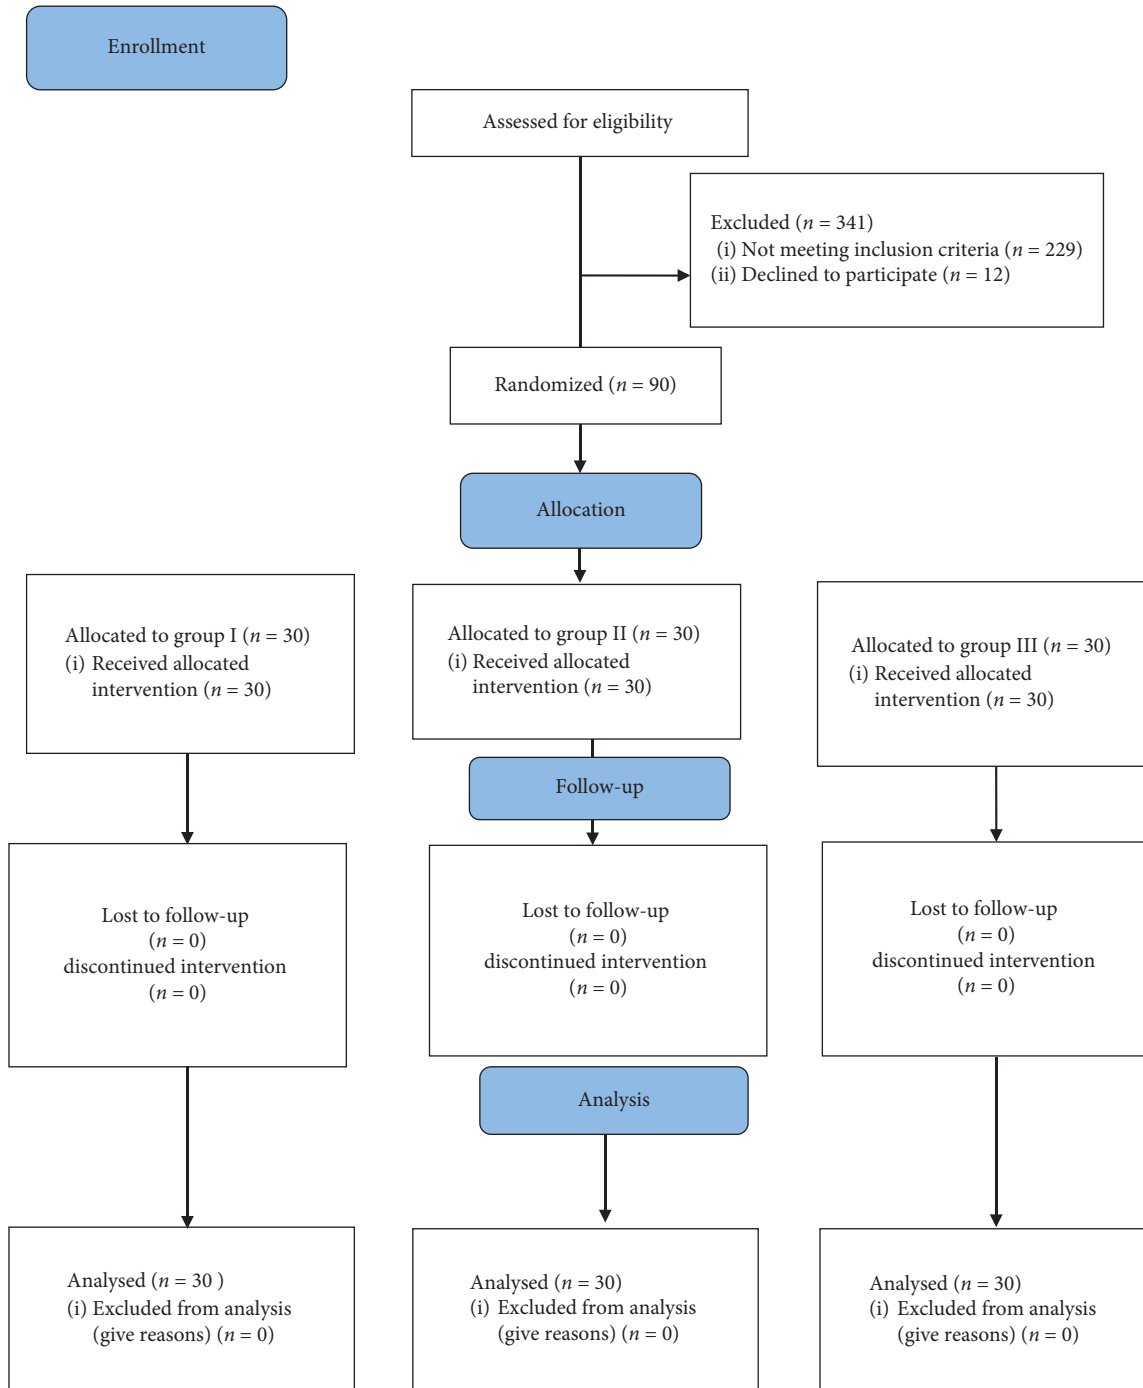 Enrollment
Assessed for eligibility
Excluded (n = 341)
(i) Not meeting inclusion criteria (n = 229)
(ii) Declined to participate (n = 12)
Randomized (n = 90)
Allocation
Allocated to group I (n = 30)
(i) Received allocated
intervention (n = 30)
Allocated to group II (n = 30)
(i) Received allocated
intervention (n = 30)
Allocated to group III (n = 30)
(i) Received allocated
intervention (n = 30)
Follow-up
Lost to follow-up
(n = 0)
discontinued intervention
(n = 0)
Lost to follow-up
(n = 0)
discontinued intervention
(n = 0)
Lost to follow-up
(n = 0)
discontinued intervention
(n = 0)
Analysis
Analysed (n = 30 )
(i) Excluded from analysis
(give reasons) (n = 0)
Analysed (n = 30)
(i) Excluded from analysis
(give reasons) (n = 0)
Analysed (n = 30)
(i) Excluded from analysis
(give reasons) (n = 0)